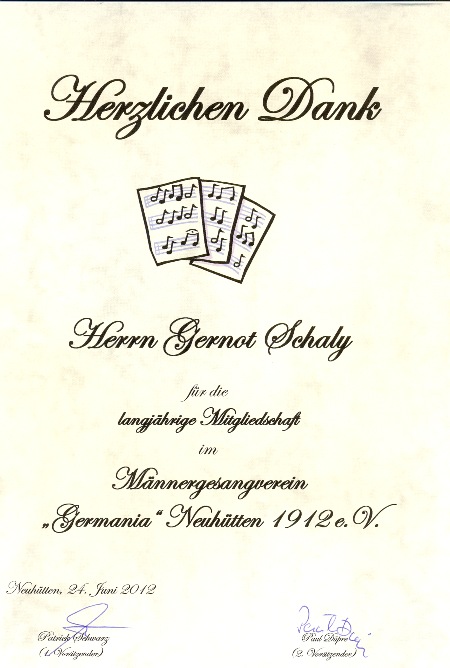 Herzlichen Dank
Herrn Gernot Schaly
für die
langjährige Mitgliedschaft
im
Männergesangverein
„Germania“ Neuhütten 1912 e. V.
Neuhütten, 24. Juni 2012
Patrick Schwarz
(1. Vorsitzender)
Paul Düpre
(2. Vorsitzender)